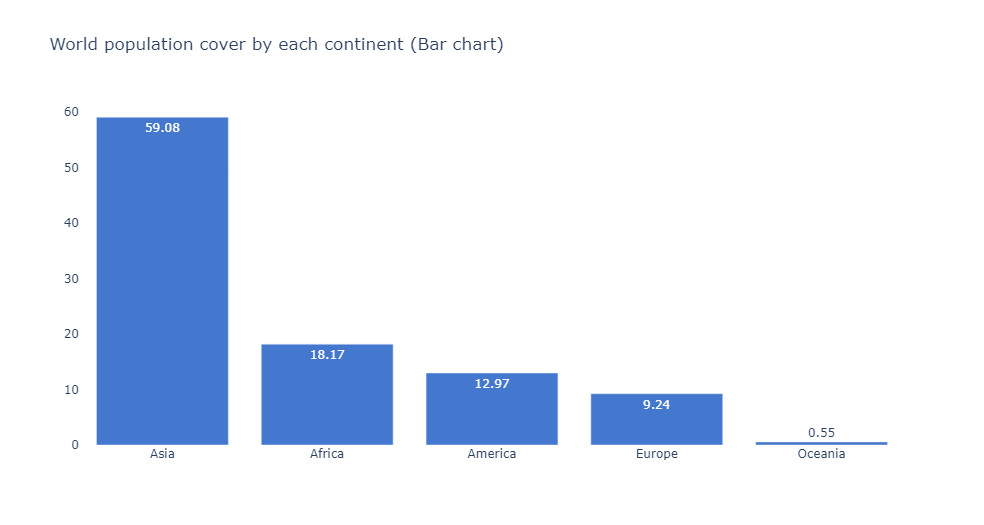 World population cover by each continent (Bar chart)
60
50
40
30
20
10
0
59.08
18.17
12.97
9.24
0.55
Asia
Africa
America
Europe
Oceania